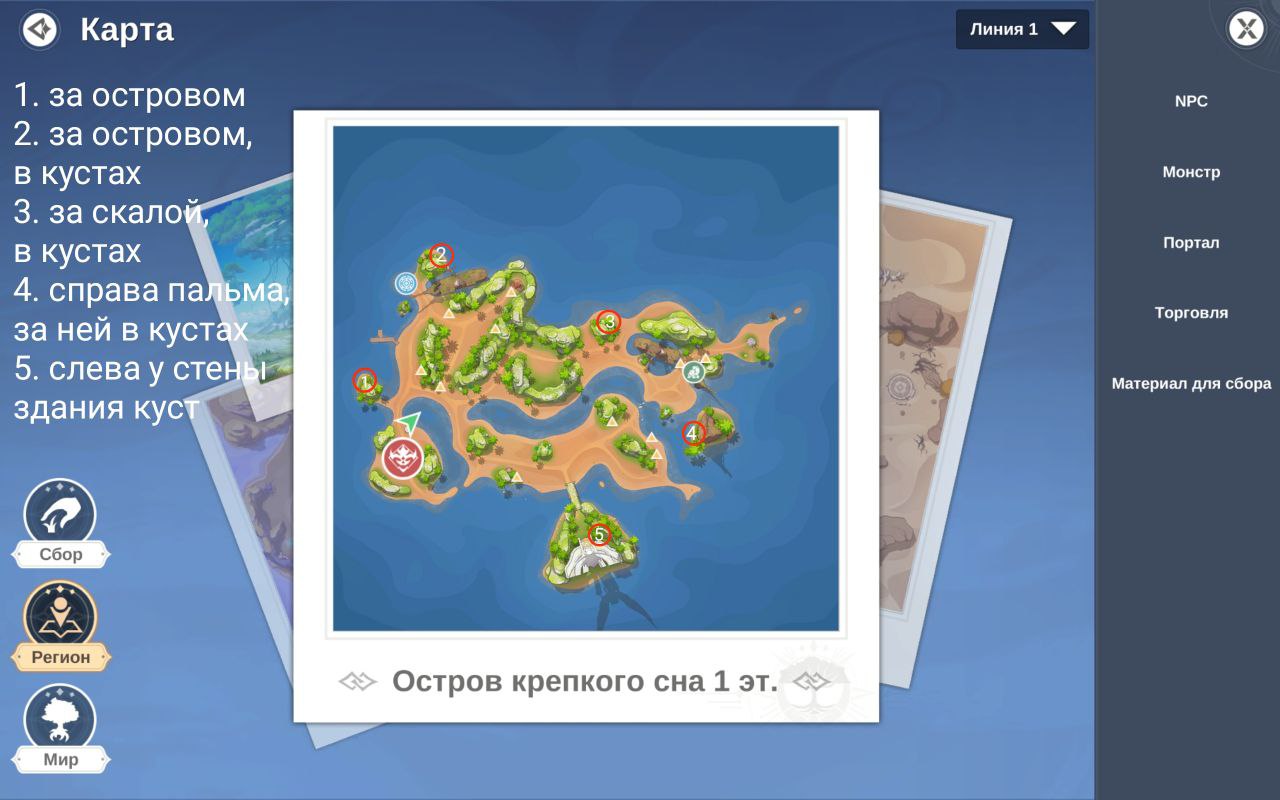 Карта
Линия 1
1. за островом
2. за островом,
в кустах
3. за скалой,
в кустах
4. справа пальма,
за ней в кустах
5. слева у стены
здания куст
2
3
1
4
5
Остров крепкого сна 1 эт.
Сбор
Регион
Мир
NPC
Монстр
Портал
Торговля
Материал для сбора